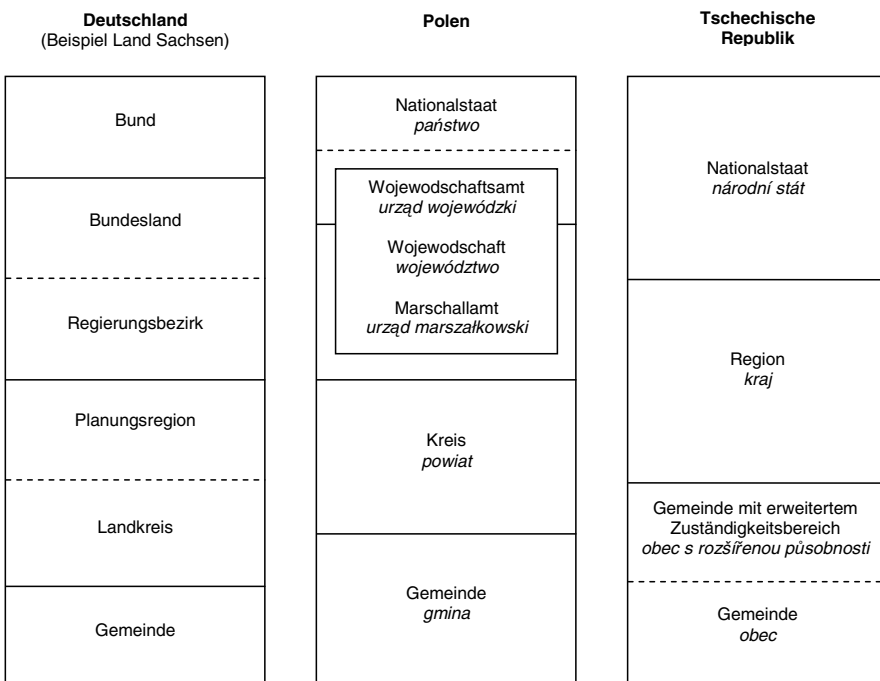 Deutschland
(Beispiel Land Sachsen)
Bund
Bundesland
Regierungsbezirk
Planungsregion
Landkreis
Gemeinde
Polen
Nationalstaat
państwo
Wojewodschaftsamt
urząd wojewódzki
Wojewodschaft
województwo
Marschallamt
urząd marszałkowski
Kreis
powiat
Gemeinde
gmina
Tschechische
Republik
Nationalstaat
národní stát
Region
kraj
Gemeinde mit erweitertem
Zuständigkeitsbereich
obec s rozšířenou působnosti
Gemeinde
obec